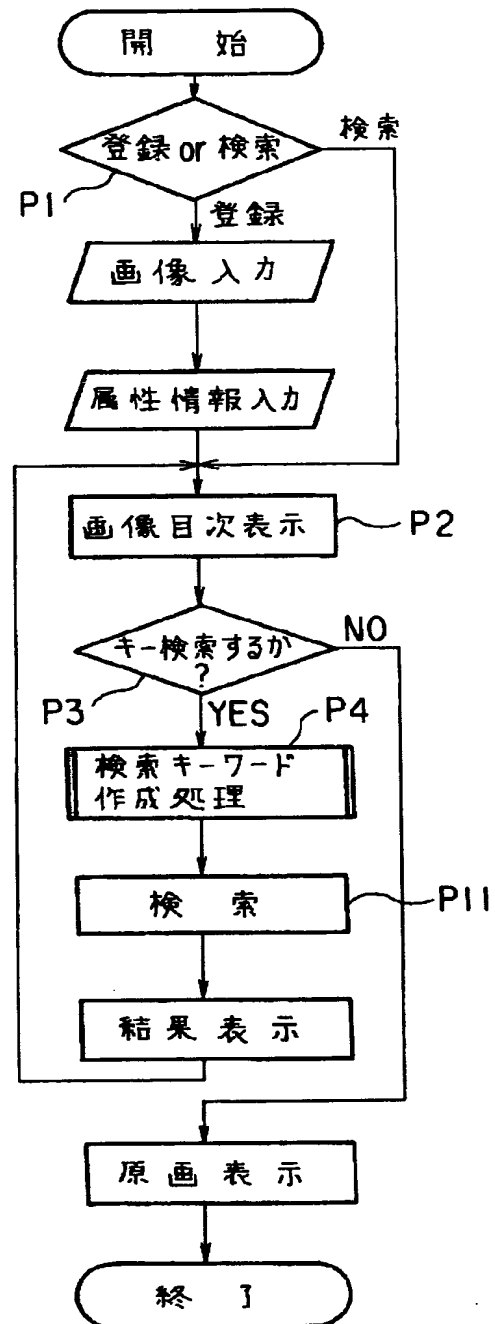 開 始
登録 or 検索
検索
P1
登録
画像入力
属性情報入力
画像目次表示
P2
キー検索するか
?
NO
P3
YES
P4
検索キーワード
作成処理
検 索
P11
結果表示
原画表示
終 了